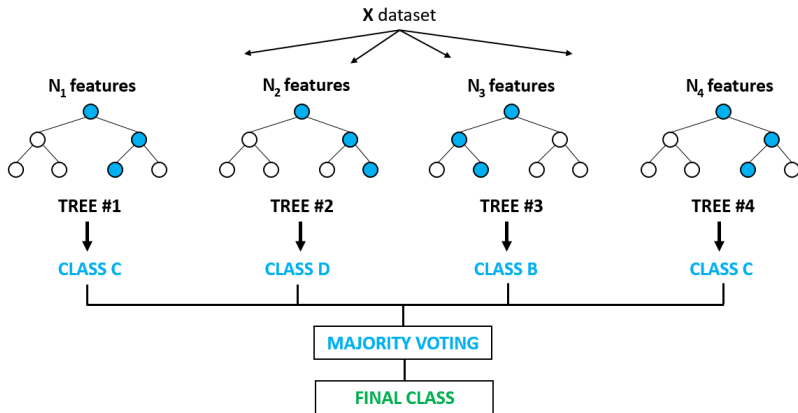 X dataset
N₁ features
N₂ features
N₃ features
N₄ features
TREE #1
TREE #2
TREE #3
TREE #4
CLASS C
CLASS D
CLASS B
CLASS C
MAJORITY VOTING
FINAL CLASS